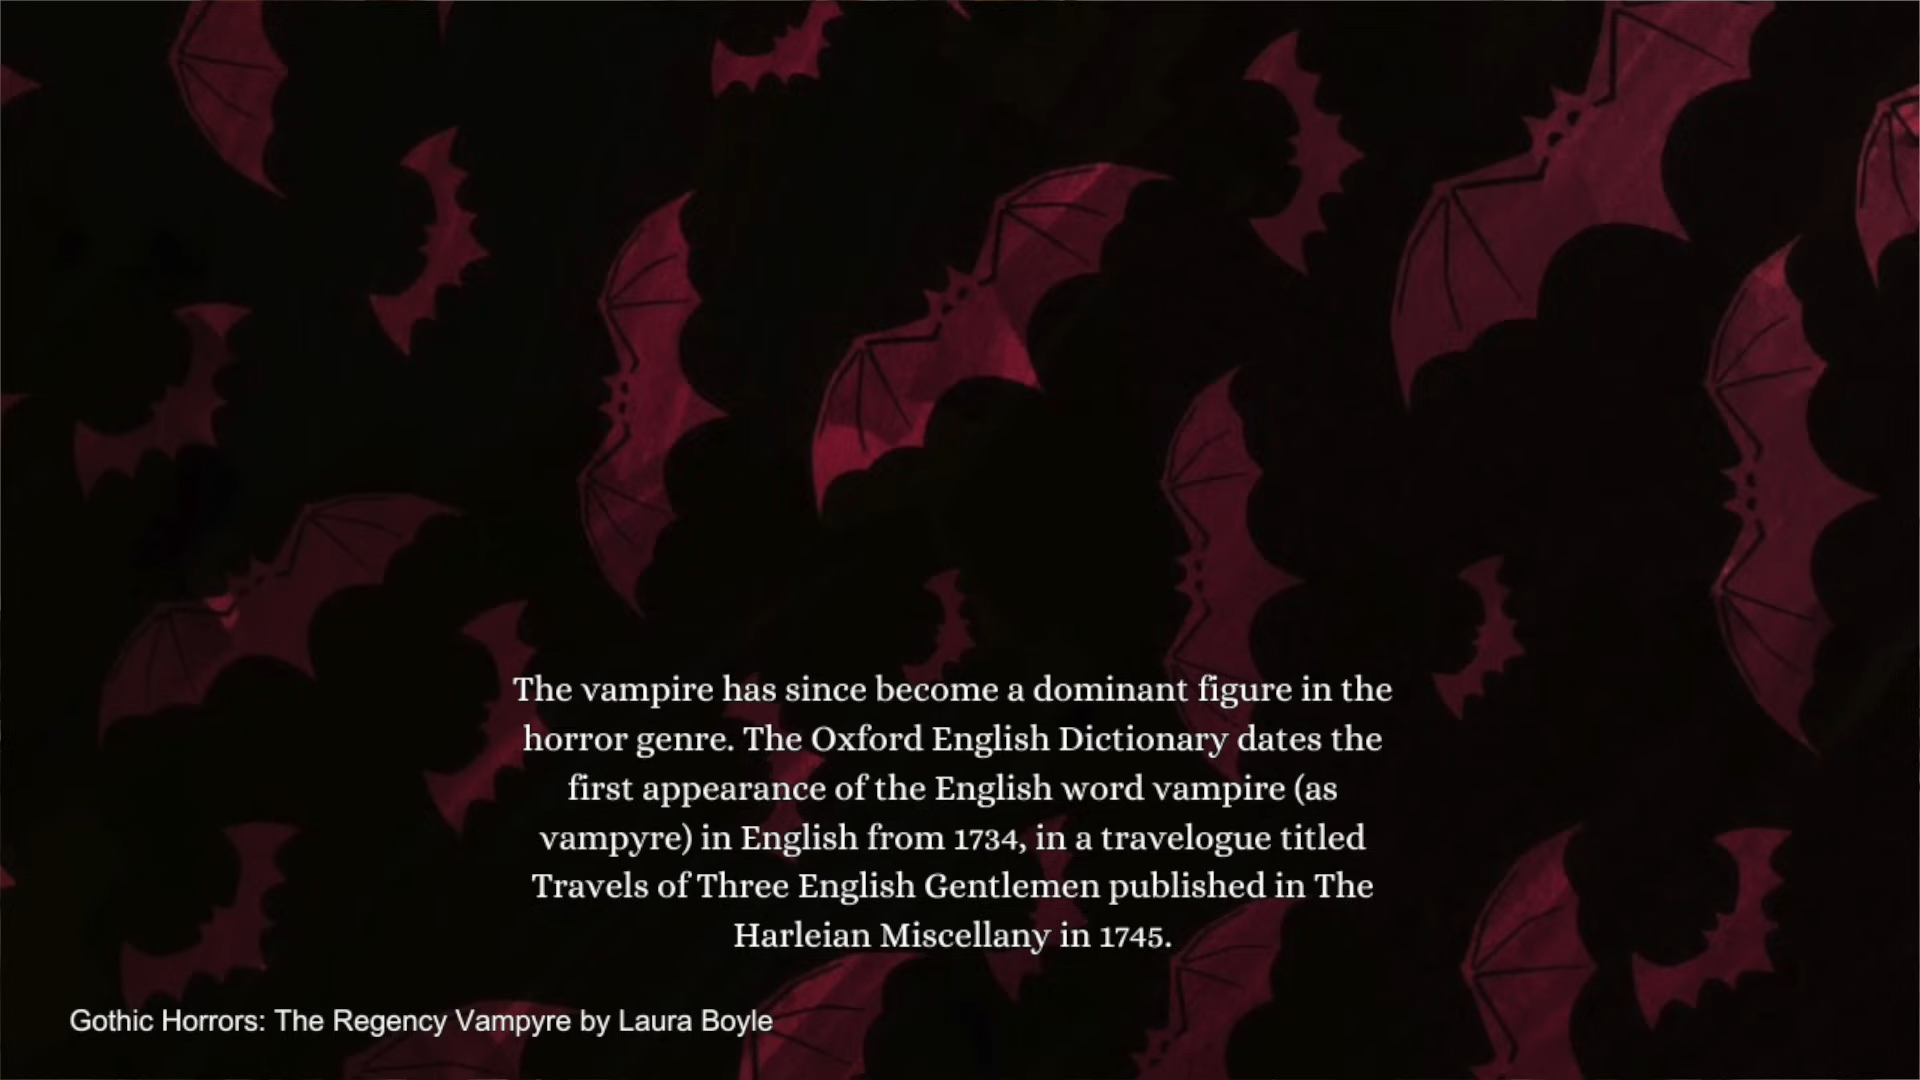 The vampire has since become a dominant figure in the
horror genre. The Oxford English Dictionary dates the
first appearance of the English word vampire (as
vampyre) in English from 1734, in a travelogue titled
Travels of Three English Gentlemen published in The
Harleian Miscellany in 1745.
Gothic Horrors: The Regency Vampyre by Laura Boyle